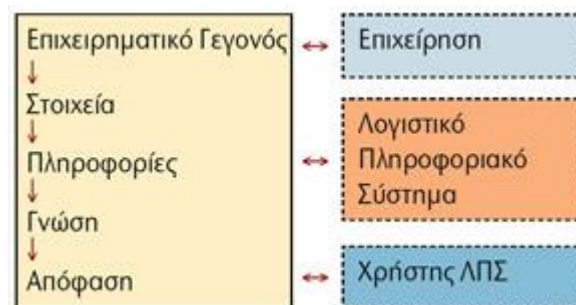 Επιχειρηματικό Γεγονός
Στοιχεία
Πληροφορίες
Γνώση
Απόφαση
Επιχείρηση
Λογιστικό
Πληροφοριακό
Σύστημα
Χρήστης ΛΠΣ